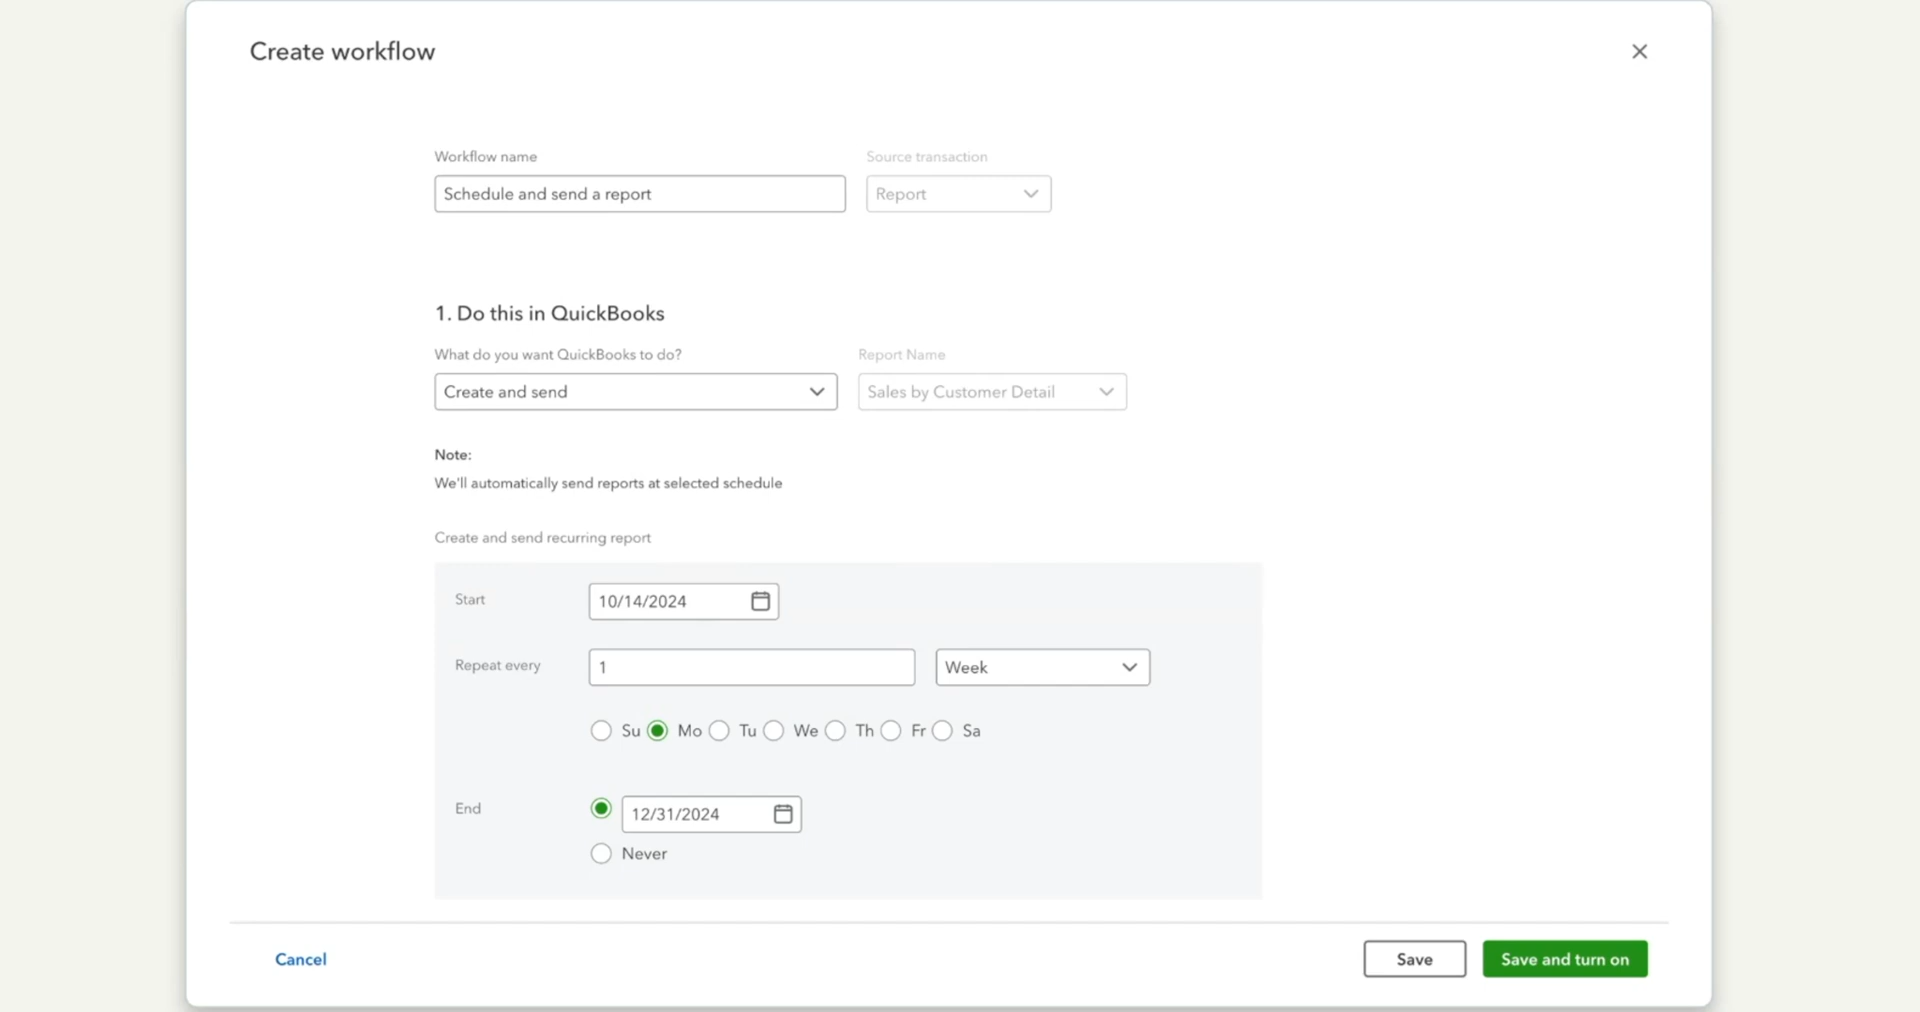 Create workflow
Workflow name
Source transaction
Schedule and send a report
Report
1. Do this in QuickBooks
What do you want QuickBooks to do?
Report Name
Create and send
Sales by Customer Detail
Note:
We'll automatically send reports at selected schedule
Create and send recurring report
Start
10/14/2024
Repeat every
1
Week
Su Mo Tu We Th Fr Sa
End
12/31/2024
Never
Cancel
Save
Save and turn on